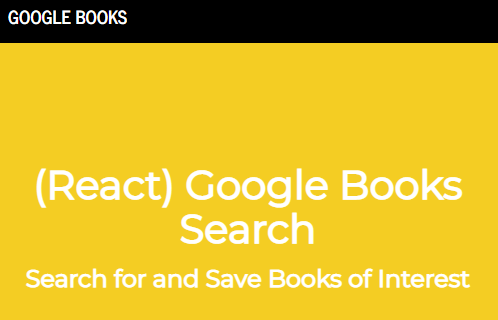 GOOGLE BOOKS
(React) Google Books
Search
Search for and Save Books of Interest